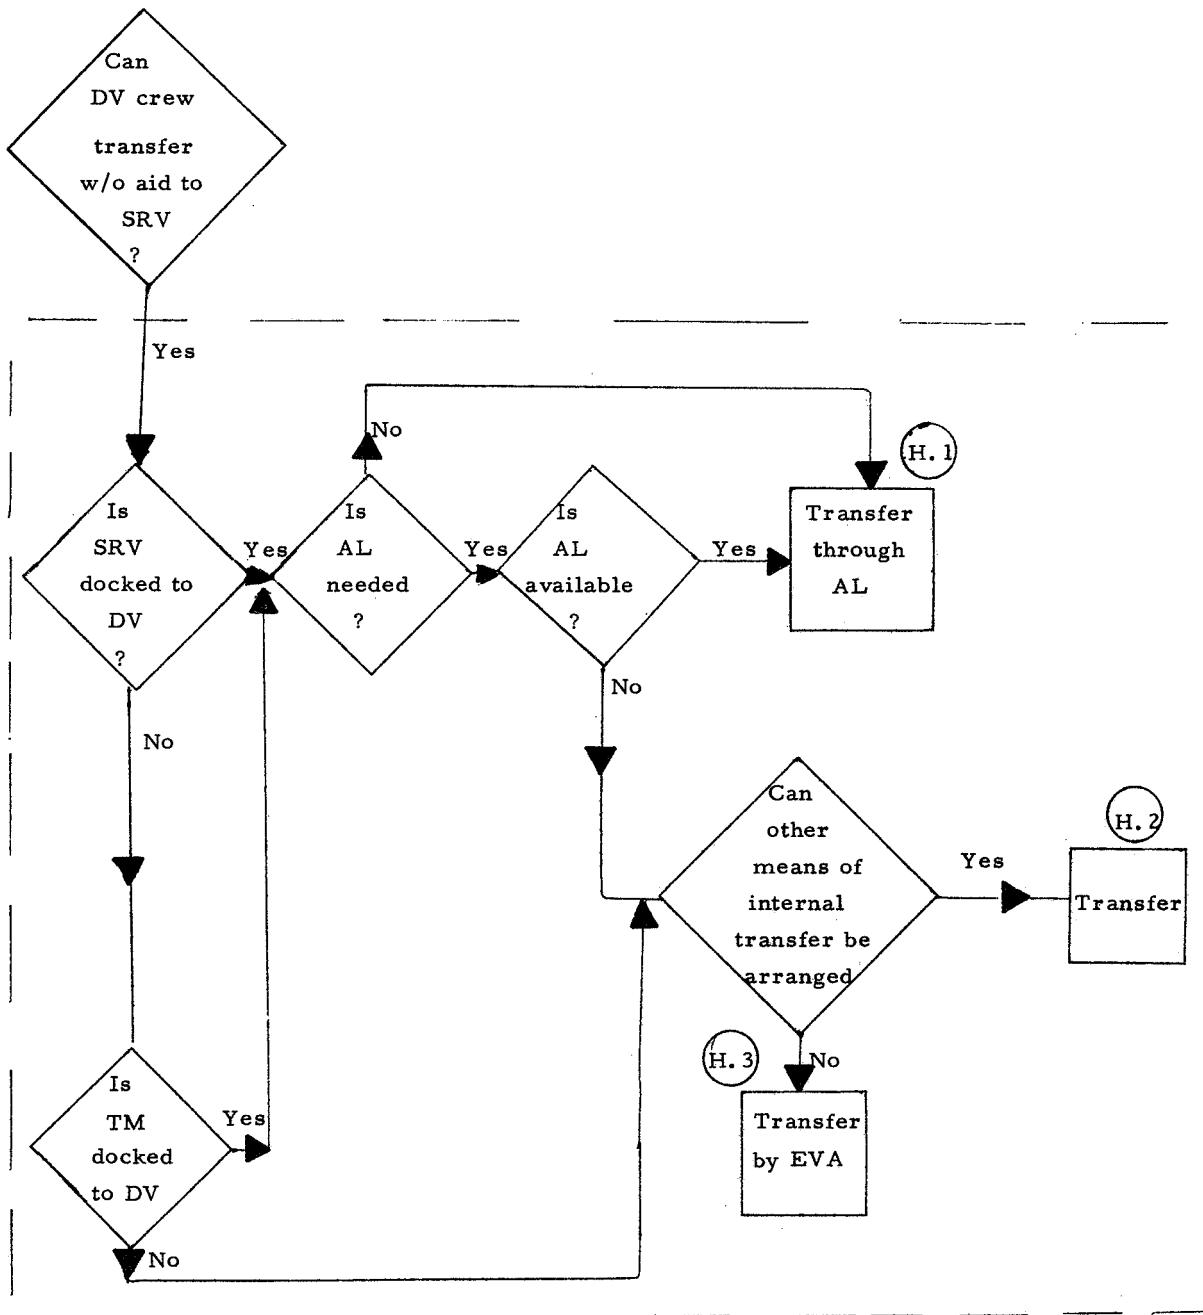 Can
DV crew
transfer
w/o aid to
SRV
?
Yes
Is
SRV
docked to
DV
?
Yes
No
Is
AL
needed
?
No
Yes
Is
AL
available
?
Yes
No
H.1
Transfer
through
AL
Can
other
means of
internal
transfer be
arranged
Yes
H.2
Transfer
No
H.3
Transfer
by EVA
Is
TM
docked
to DV
Yes
No